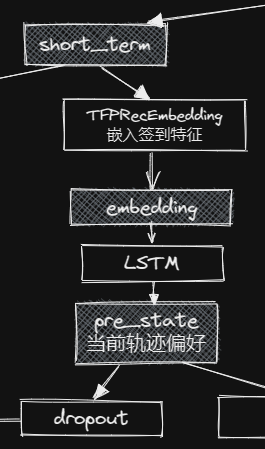 short_term
TFPRecEmbedding
嵌入签到特征
embedding
LSTM
pre_state
当前轨迹偏好
dropout